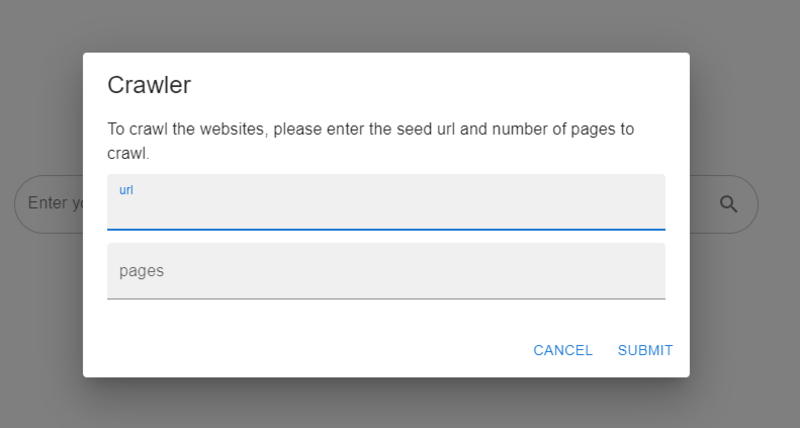 Crawler
To crawl the websites, please enter the seed url and number of pages to
crawl.
url
Enter
pages
CANCEL SUBMIT